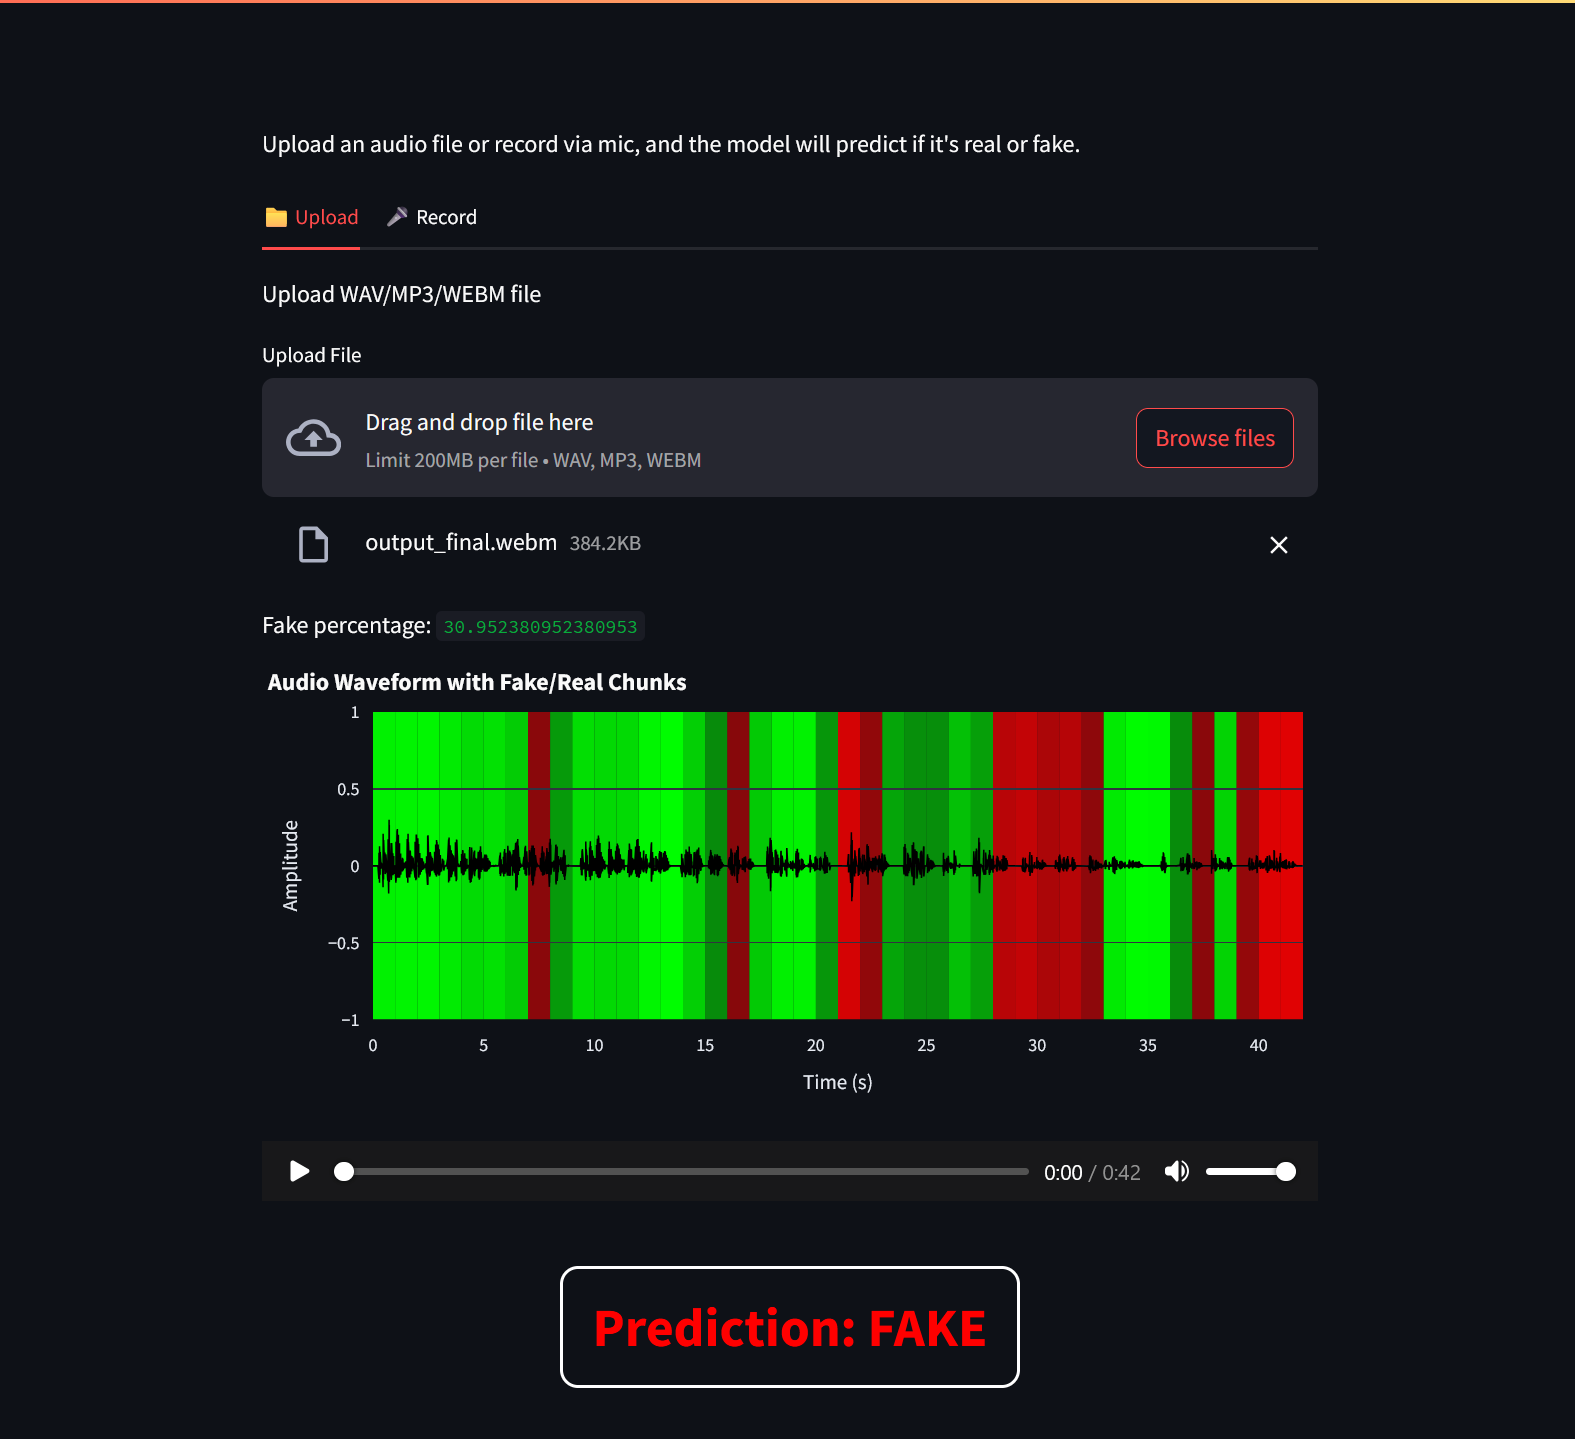 Upload an audio file or record via mic, and the model will predict if it's real or fake.
Upload
Record
Upload WAV/MP3/WEBM file
Upload File
Drag and drop file here
Limit 200MB per file • WAV, MP3, WEBM
Browse files
output_final.webm 384.2KB
Fake percentage: 30.952380952380953
Audio Waveform with Fake/Real Chunks
1
0.5
0
−0.5
−1
Amplitude
0 5 10 15 20 25 30 35 40
Time (s)
0:00 / 0:42
Prediction: FAKE